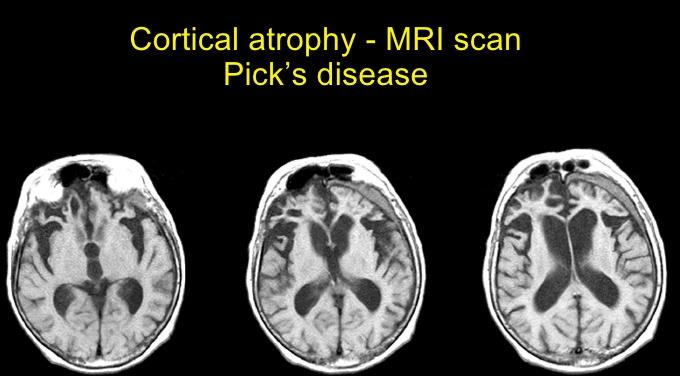 Cortical atrophy - MRI scan
Pick’s disease